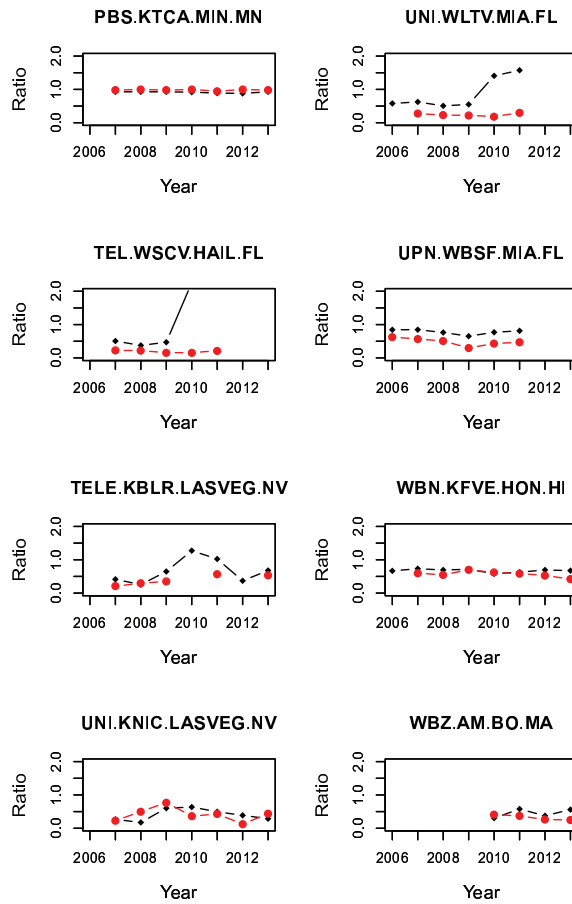 PBS.KTCA.MIN.MN
Ratio
0.0 1.0 2.0
2006 2008 2010 2012
Year
UNI.WLTV.MIA.FL
Ratio
0.0 1.0 2.0
2006 2008 2010 2012
Year
TEL.WSCV.HAIL.FL
Ratio
0.0 1.0 2.0
2006 2008 2010 2012
Year
UPN.WBSF.MIA.FL
Ratio
0.0 1.0 2.0
2006 2008 2010 2012
Year
TELE.KBLR.LASVEG.NV
Ratio
0.0 1.0 2.0
2006 2008 2010 2012
Year
WBN.KFVE.HON.HI
Ratio
0.0 1.0 2.0
2006 2008 2010 2012
Year
UNI.KNIC.LASVEG.NV
Ratio
0.0 1.0 2.0
2006 2008 2010 2012
Year
WBZ.AM.BO.MA
Ratio
0.0 1.0 2.0
2006 2008 2010 2012
Year